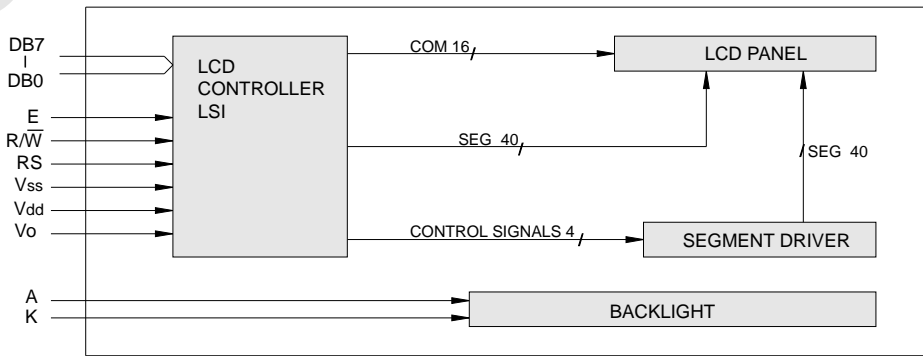 DB7
DB0
E
R/W̅
RS
Vss
Vdd
Vo
A
K
LCD
CONTROLLER
LSI
COM 16
LCD PANEL
SEG 40
SEG 40
CONTROL SIGNALS 4
SEGMENT DRIVER
BACKLIGHT